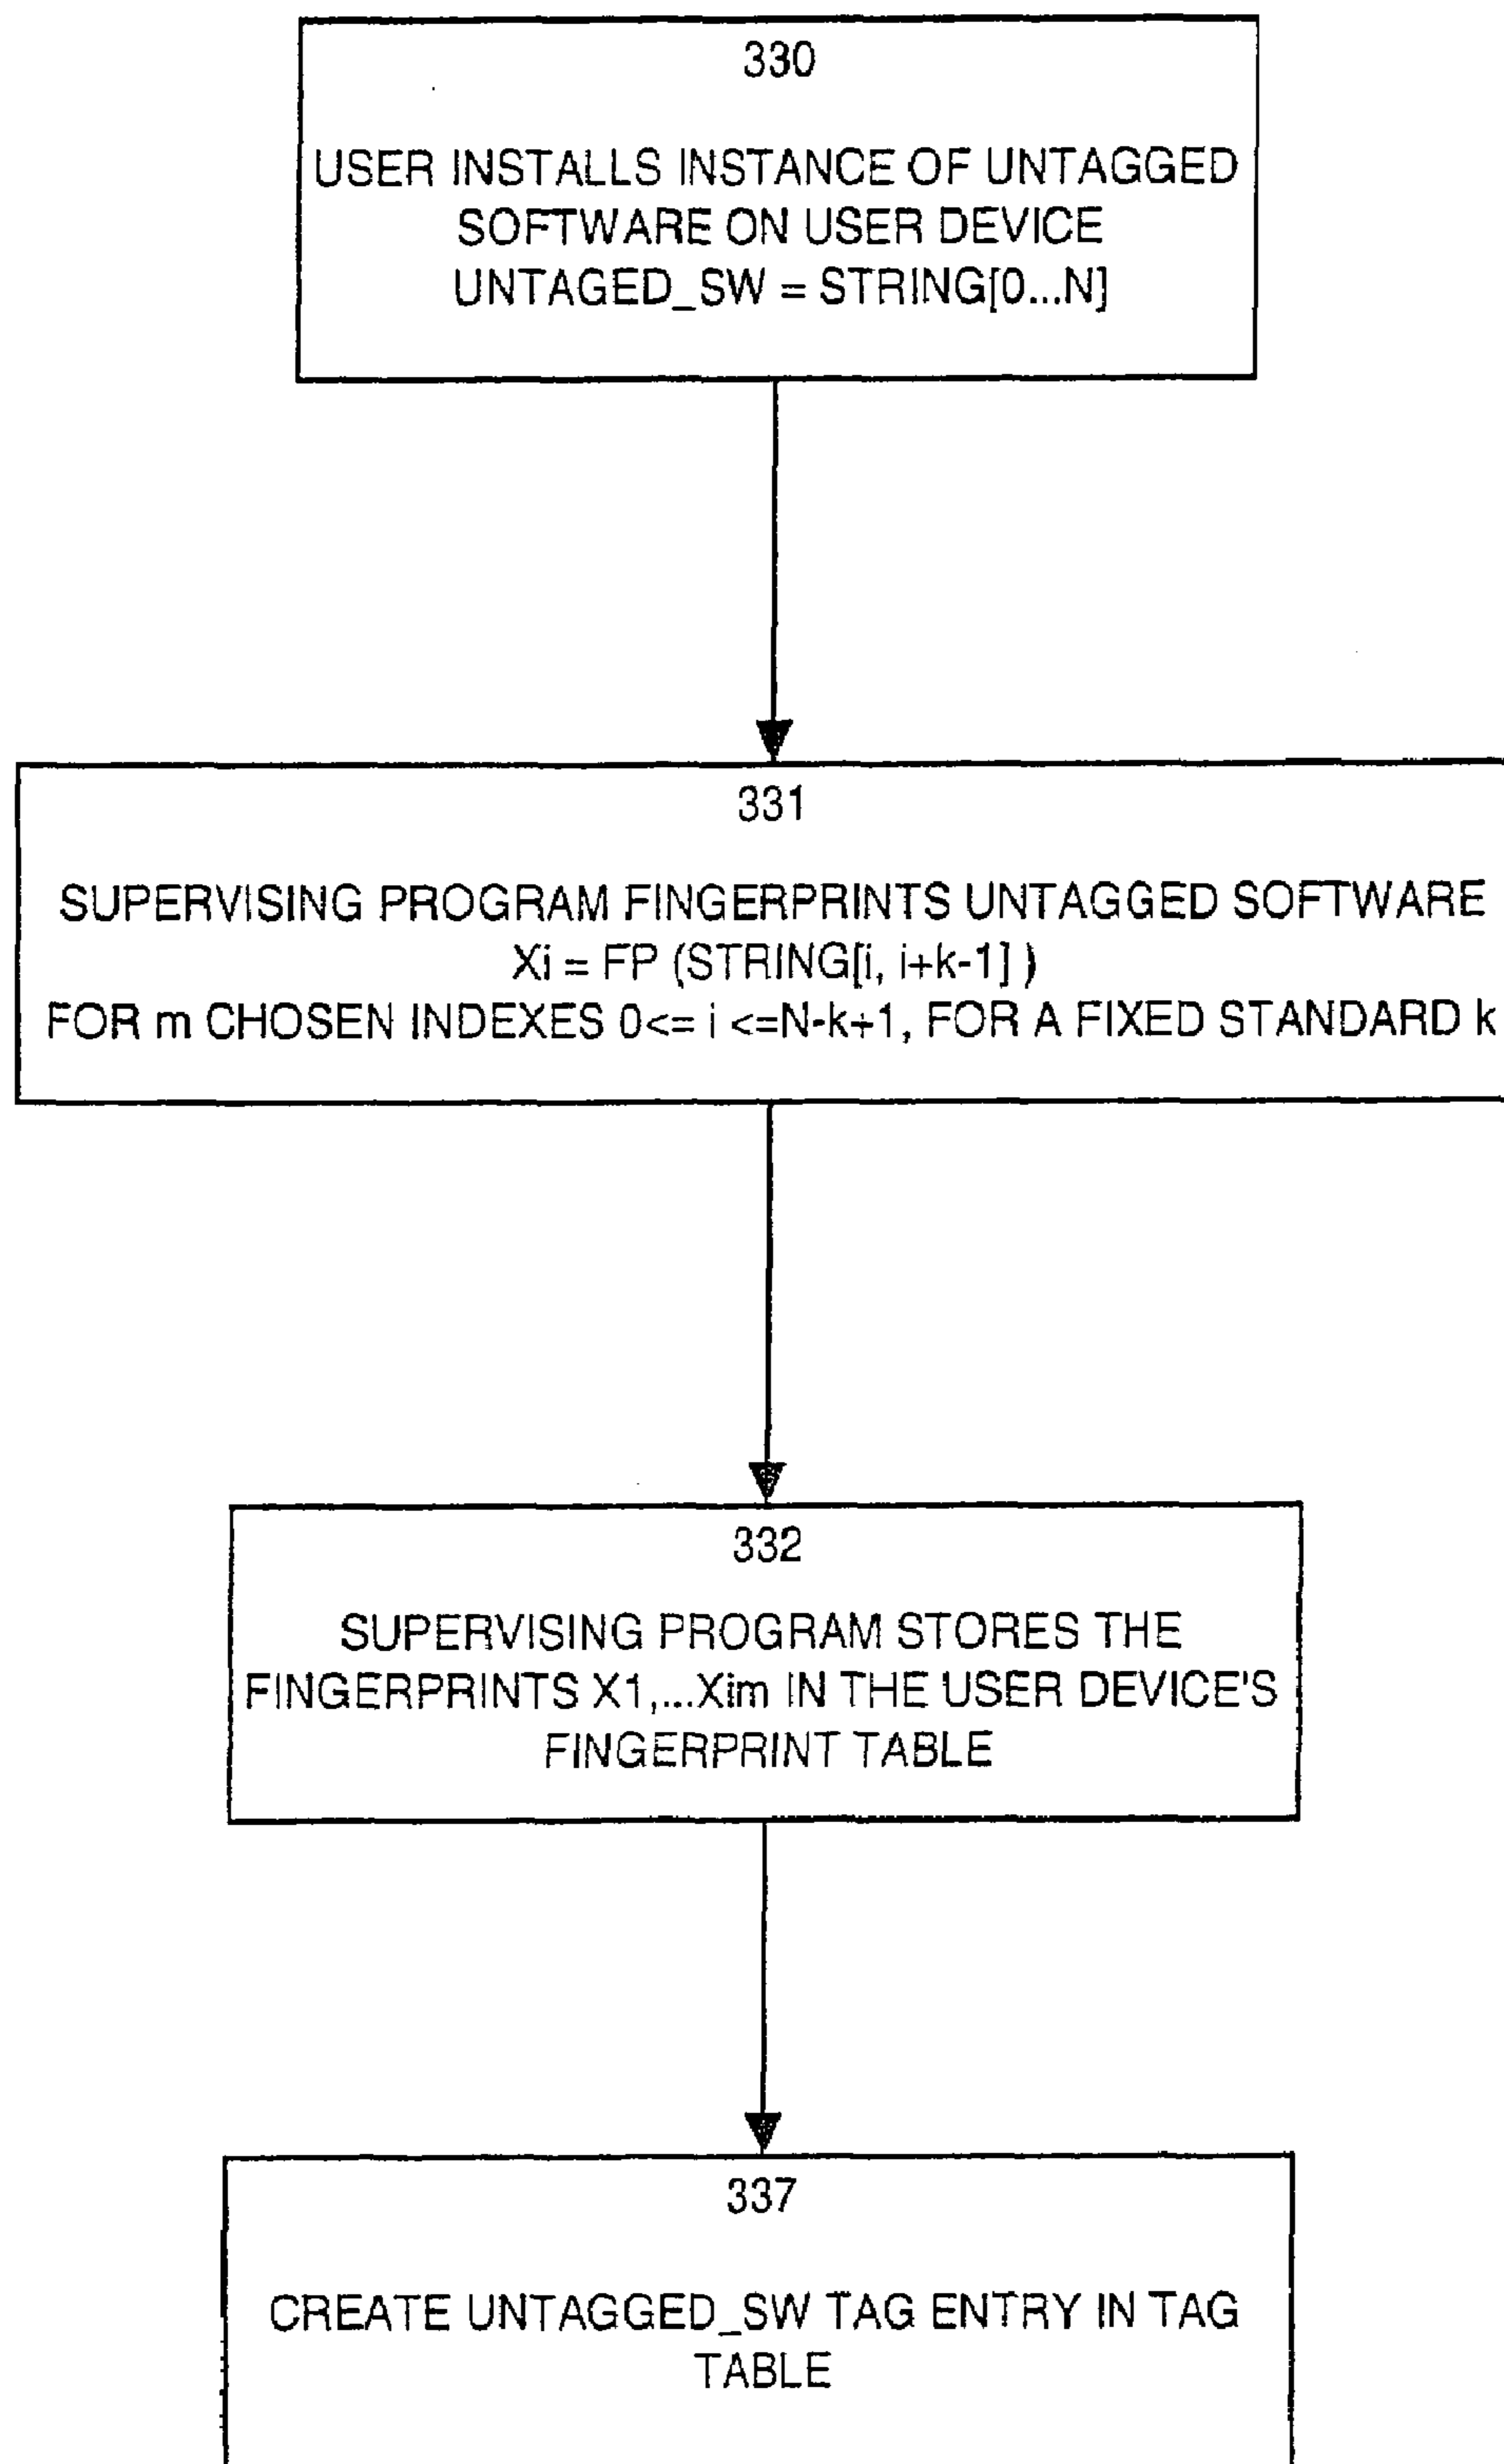 330
USER INSTALLS INSTANCE OF UNTAGGED
SOFTWARE ON USER DEVICE
UNTAGED_SW = STRING[0...N]
331
SUPERVISING PROGRAM FINGERPRINTS UNTAGGED SOFTWARE
Xi = FP (STRING[i, i+k-1] )
FOR m CHOSEN INDEXES 0<= i <=N-k+1, FOR A FIXED STANDARD k
332
SUPERVISING PROGRAM STORES THE
FINGERPRINTS X1,...Xim IN THE USER DEVICE'S
FINGERPRINT TABLE
337
CREATE UNTAGGED_SW TAG ENTRY IN TAG
TABLE